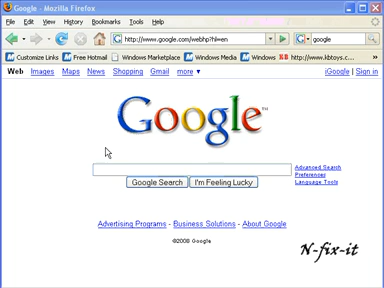 Google - Mozilla Firefox
File Edit View History Bookmarks Tools Help
http://www.google.com/webhp?hl=en
google
Customize Links Free Hotmail Windows Marketplace Windows Media Windows KB http://www.kbtoys.c...
Web Images Maps News Shopping Gmail more ▼ iGoogle | Sign in
Google™
Advanced Search
Preferences
Language Tools
Google Search I'm Feeling Lucky
Advertising Programs - Business Solutions - About Google
©2008 Google
N-fix-it